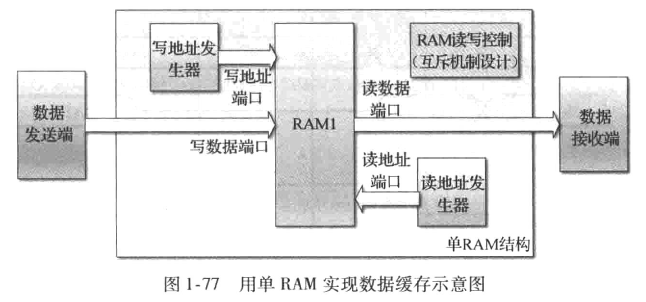 写地址发
生器
写地址
端口
RAM读写控制
(互斥机制设计)
数据
发送端
写数据端口
RAM1
读数据
端口
数据
接收端
读地址
端口
读地址发
生器
单RAM结构
图 1-77 用单 RAM 实现数据缓存示意图